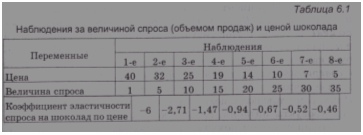 Таблица 6.1
Наблюдения за величиной спроса (объемом продаж) и ценой шоколада
Переменные Наблюдения
1-е 2-е 3-е 4-е 5-е 6-е 7-е 8-е
Цена 40 32 25 19 14 10 7 5
Величина спроса 1 5 10 15 20 25 30 35
Коэффициент эластичности
спроса на шоколад по цене –6 –2,71 –1,47 –0,94 –0,67 –0,52 –0,46